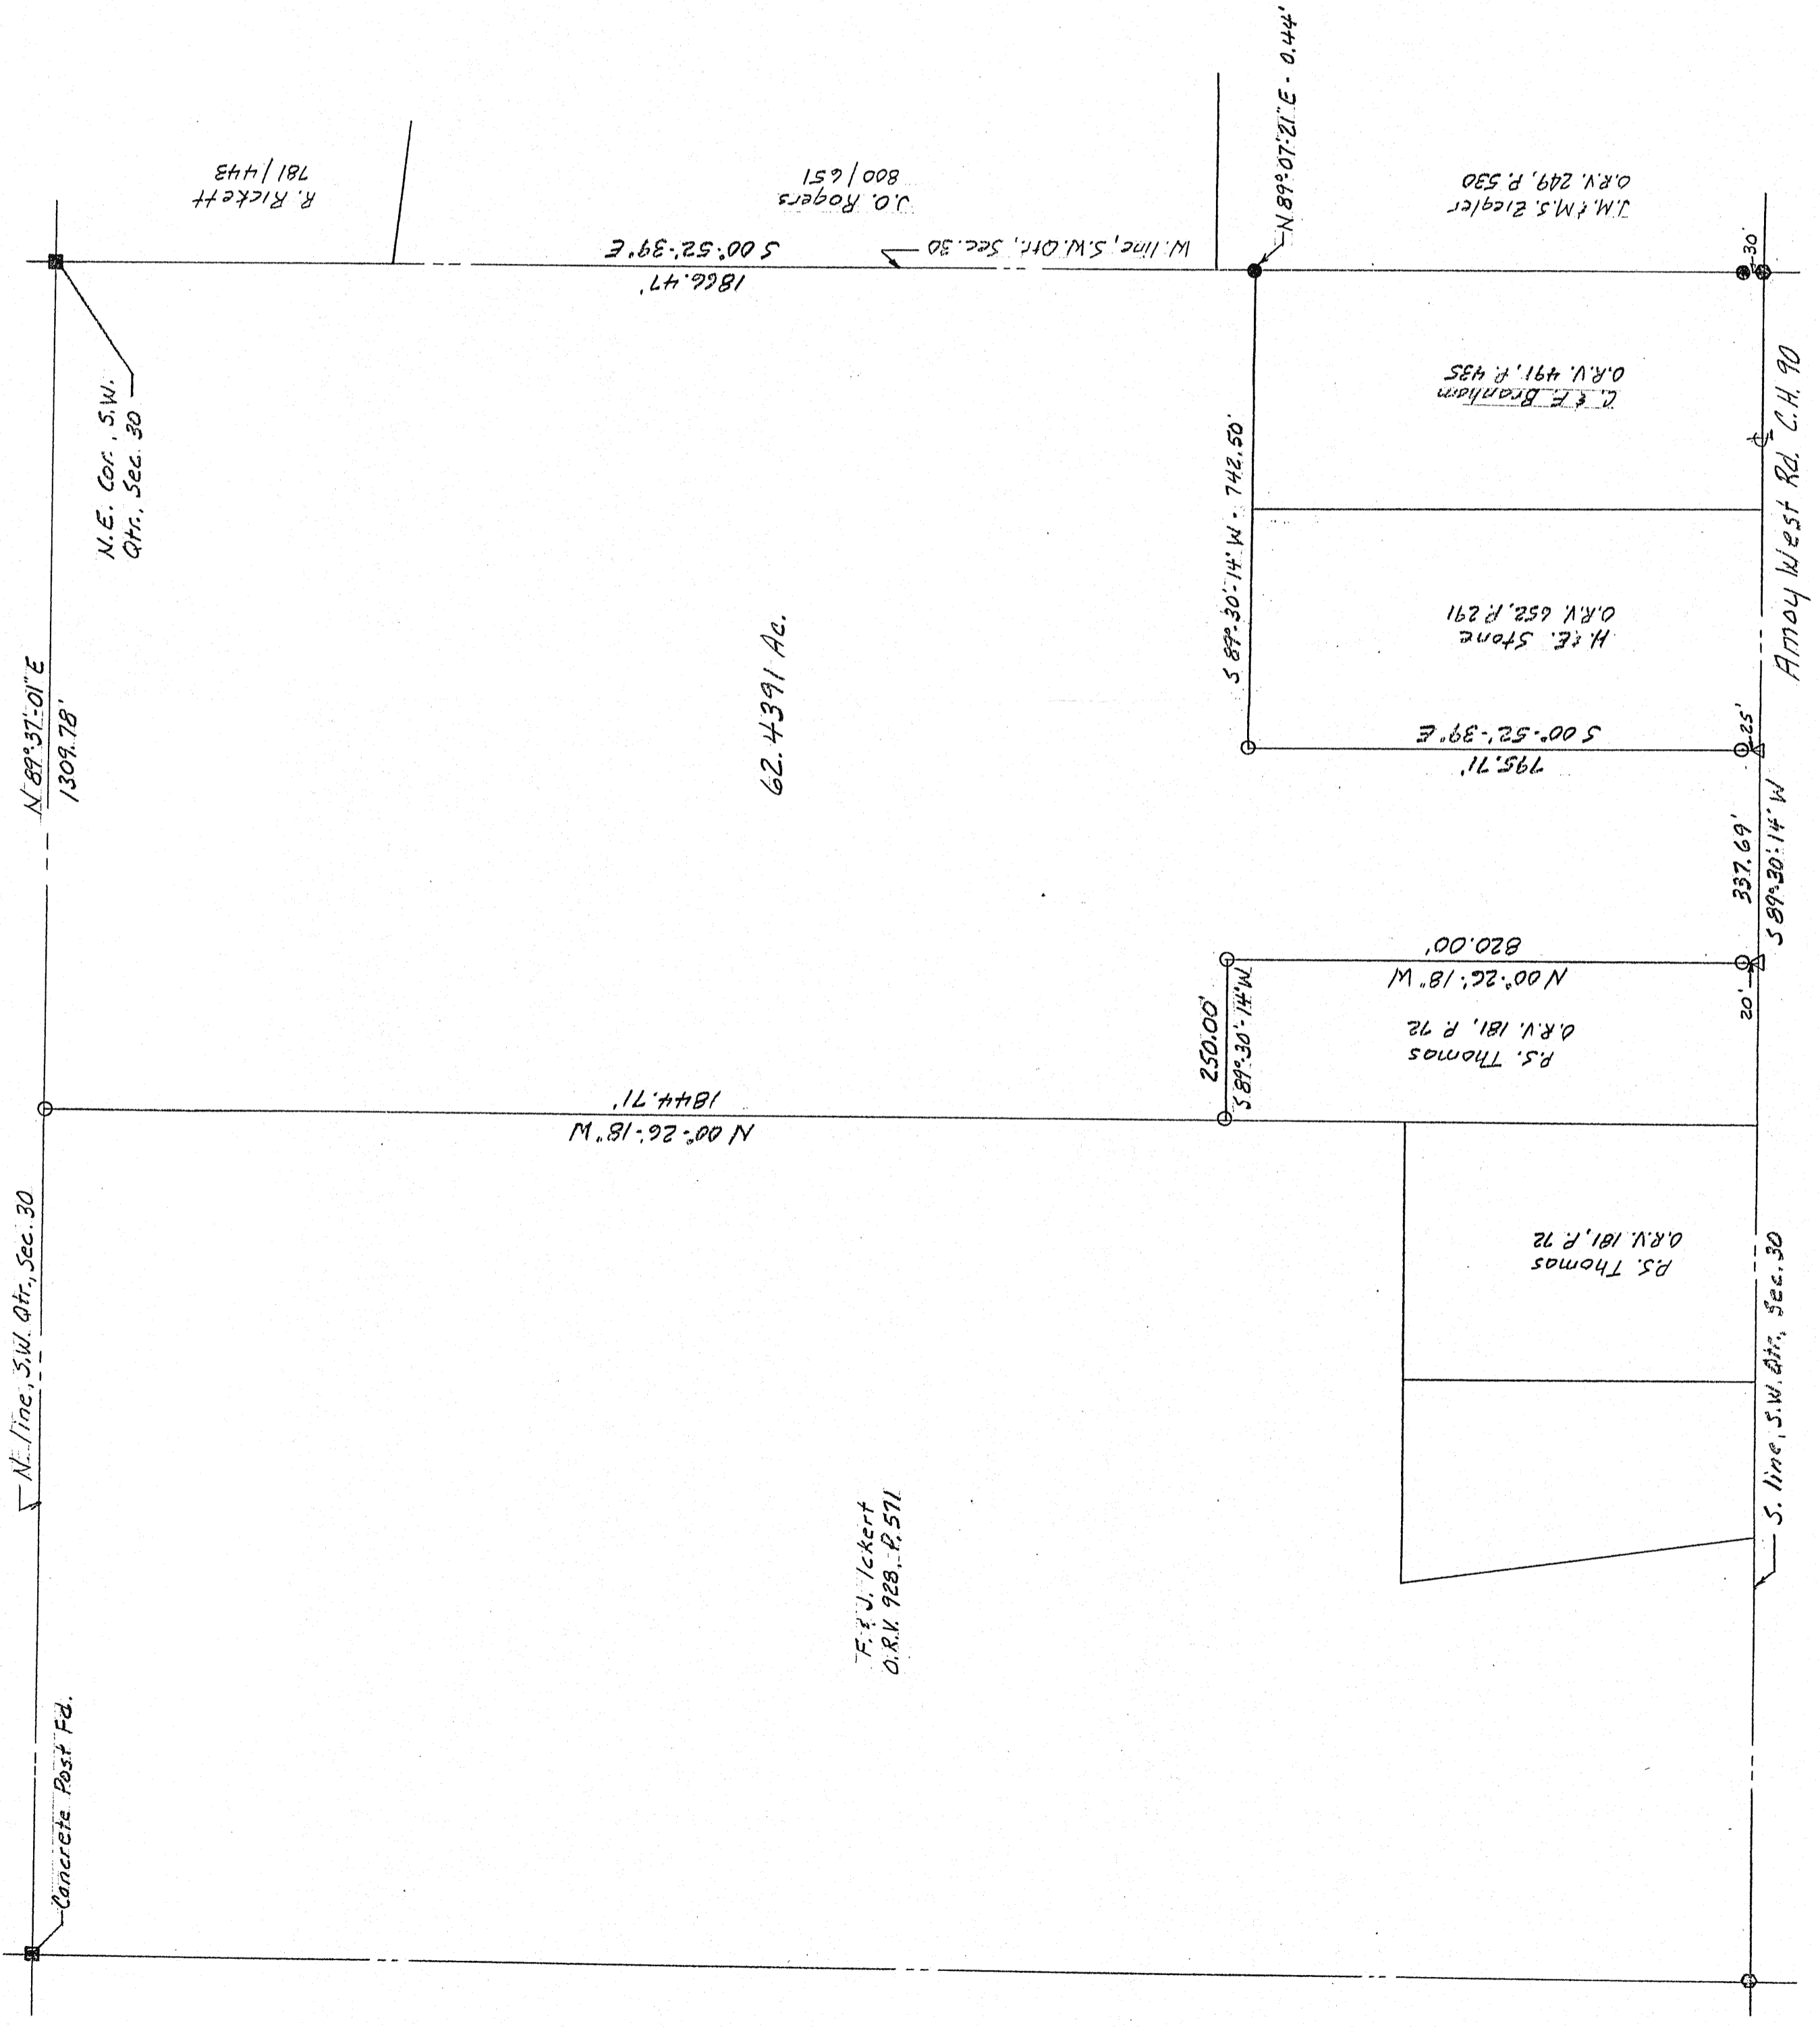 N. line, S.W. Qtr., Sec. 30
N 89°-37'-01" E
1309.78'
Concrete Post Fd.
N.E. Cor., S.W.
Qtr., Sec. 30
R. Rickett
781/443
J.O. Rogers
800/651
W. line, S.W. Qtr., Sec. 30
S 00°-52'-39" E
1866.47'
N 89°-07'-21" E - 0.44'
J.M. & M.S. Ziegler
O.R.V. 249, P. 530
62.4391 Ac.
S 89°-30'-14" W - 742.50'
C. & F. Branham
O.R.V. 491, P. 435
H. & E. Stone
O.R.V. 652, P. 291
S 00°-52'-39" E
795.71'
30'
25'
337.69'
S 89°-30'-14" W
20'
Amoy West Rd. C.H. 90
820.00'
N 00°-26'-18" W
250.00'
S 89°-30'-14" W
P.S. Thomas
O.R.V. 181, P. 72
1844.71'
N 00°-26'-18" W
P.S. Thomas
O.R.V. 181, P. 72
F. & J. Ickert
O.R.V. 928, P. 571
S. line, S.W. Qtr., Sec. 30